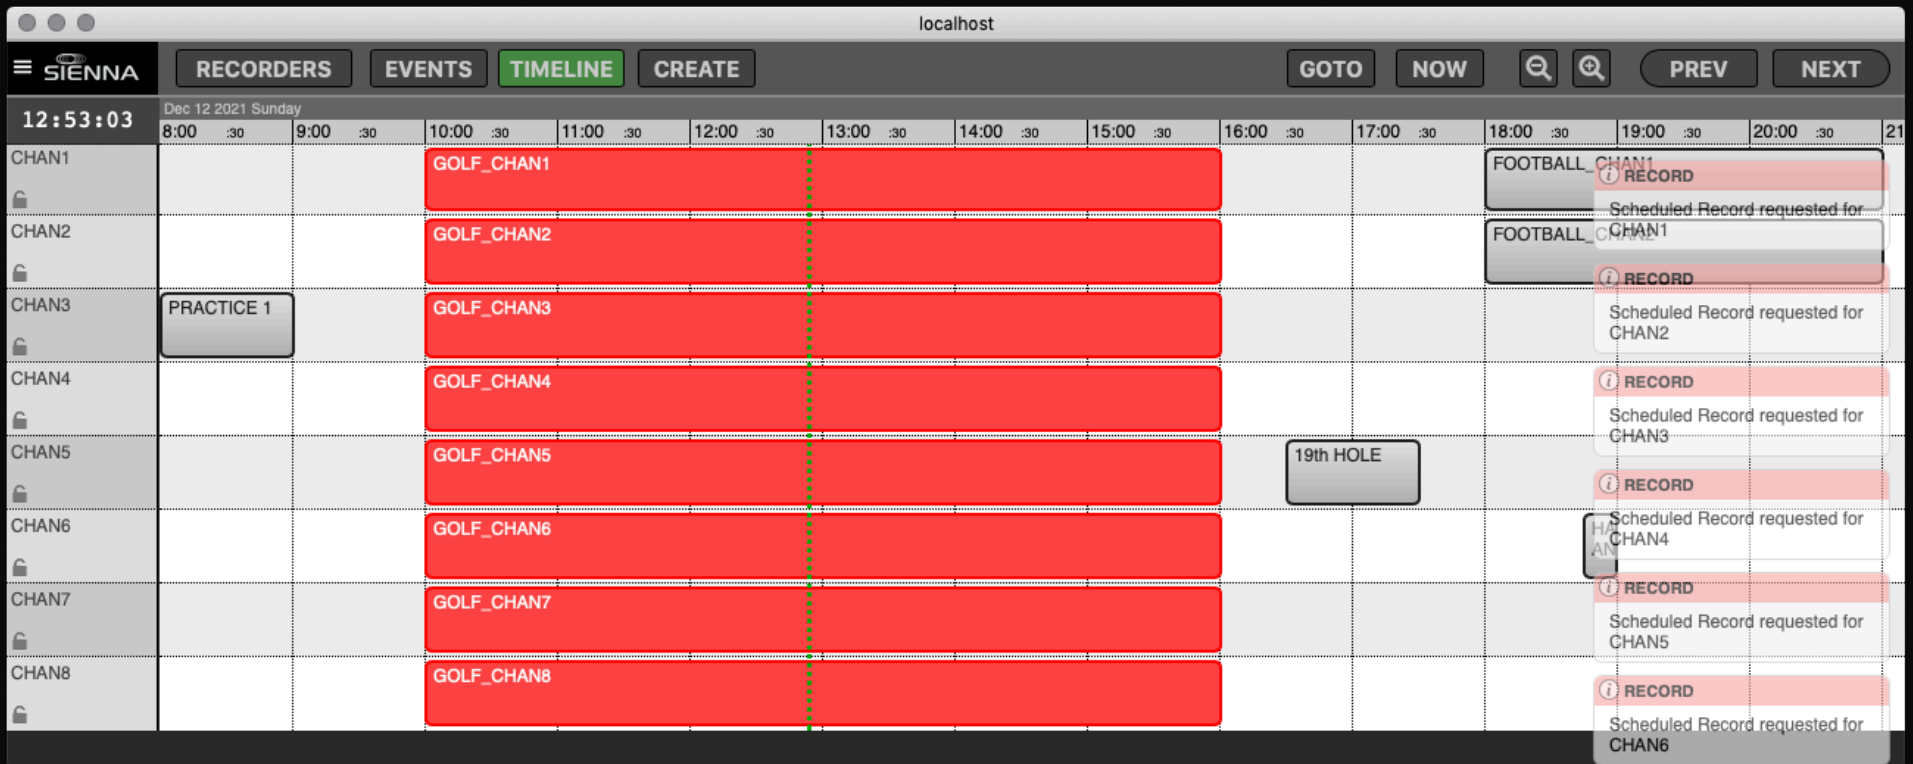 localhost
SIENNA
RECORDERS
EVENTS
TIMELINE
CREATE
GOTO
NOW
PREV
NEXT
12:53:03
Dec 12 2021 Sunday
8:00 :30 9:00 :30 10:00 :30 11:00 :30 12:00 :30 13:00 :30 14:00 :30 15:00 :30 16:00 :30 17:00 :30 18:00 :30 19:00 :30 20:00 :30 21
CHAN1
GOLF_CHAN1
FOOTBALL_CHAN1
CHAN2
GOLF_CHAN2
FOOTBALL_CHAN2
CHAN3
PRACTICE 1
GOLF_CHAN3
CHAN4
GOLF_CHAN4
CHAN5
GOLF_CHAN5
19th HOLE
CHAN6
GOLF_CHAN6
HA
AN
CHAN7
GOLF_CHAN7
CHAN8
GOLF_CHAN8
RECORD
Scheduled Record requested for
CHAN1
RECORD
Scheduled Record requested for
CHAN2
RECORD
Scheduled Record requested for
CHAN3
RECORD
Scheduled Record requested for
CHAN4
RECORD
Scheduled Record requested for
CHAN5
RECORD
Scheduled Record requested for
CHAN6